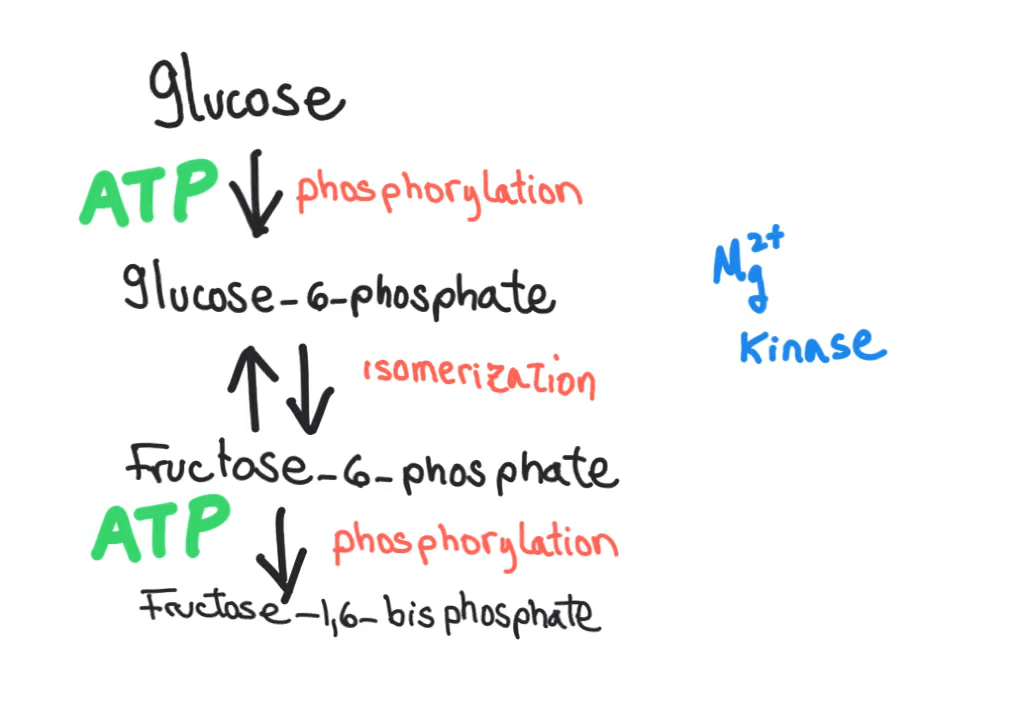 Glucose
ATP phosphorylation
Glucose-6-phosphate
Mg2+
Kinase
isomerization
Fructose-6-phosphate
ATP phosphorylation
Fructose-1,6-bisphosphate